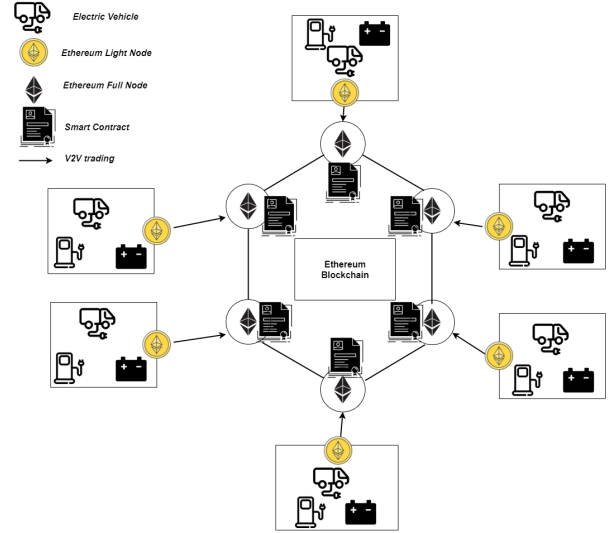 Electric Vehicle
Ethereum Light Node
Ethereum Full Node
Smart Contract
V2V trading
Ethereum
Blockchain